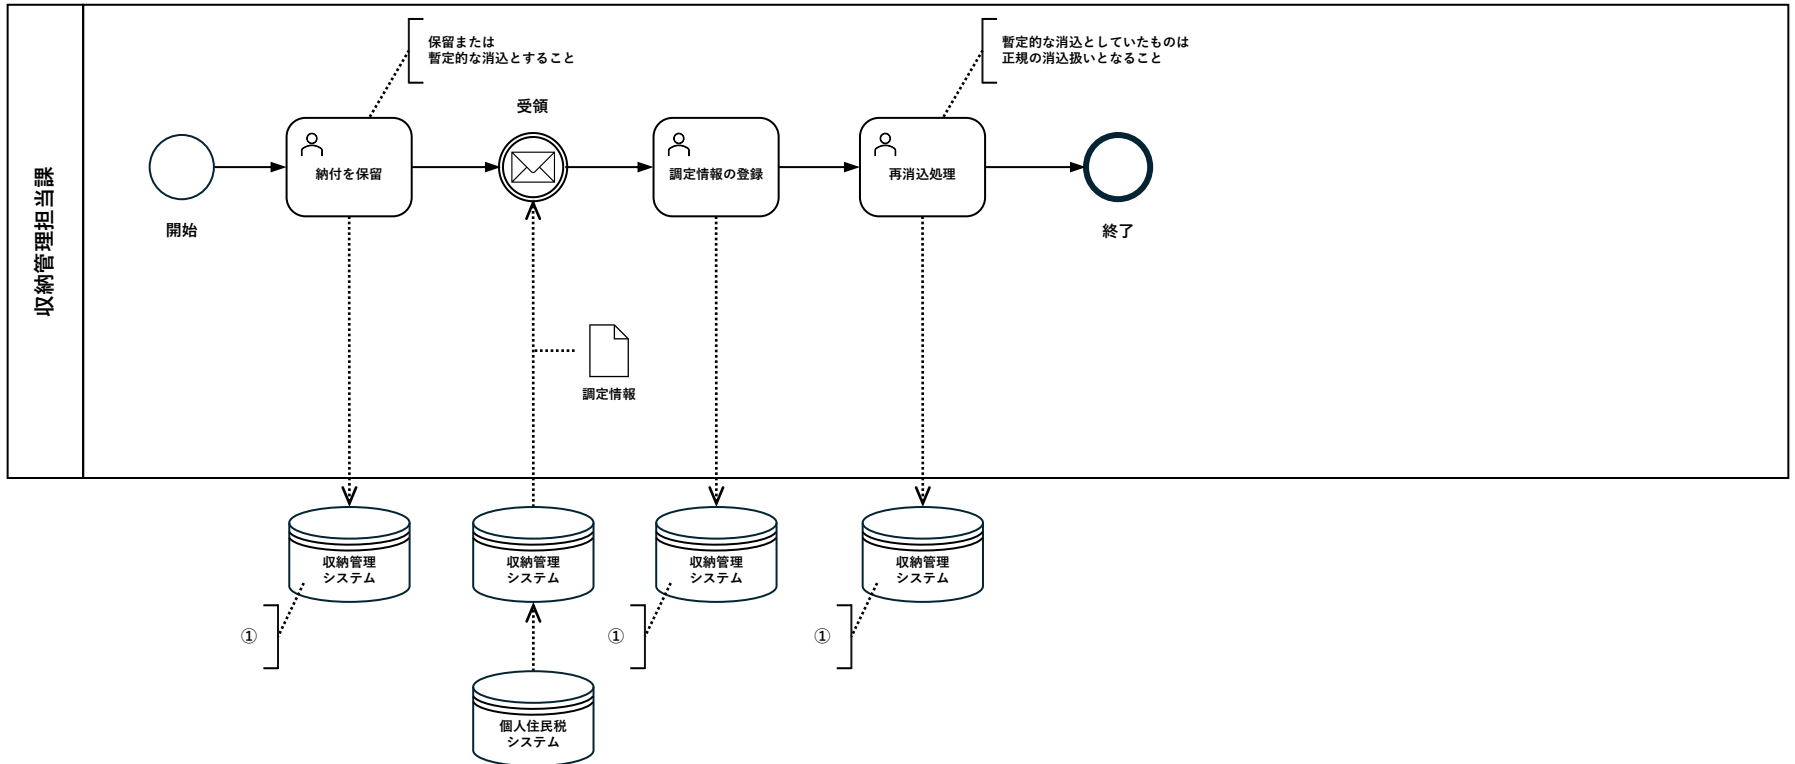 収納管理担当課
保留または
暫定的な消込とすること
暫定的な消込としていたものは
正規の消込扱いとなること
受領
納付を保留
調定情報の登録
再消込処理
開始
終了
調定情報
収納管理
システム
収納管理
システム
収納管理
システム
収納管理
システム
①
①
①
個人住民税
システム